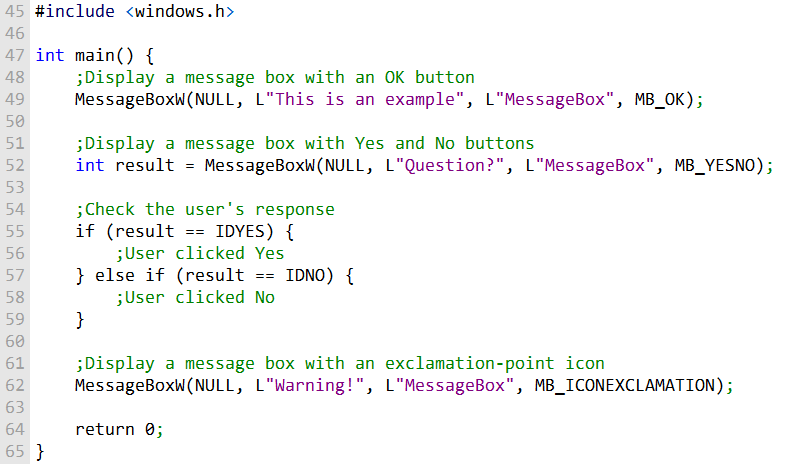 45 #include <windows.h>
46
47 int main() {
48     ;Display a message box with an OK button
49     MessageBoxW(NULL, L"This is an example", L"MessageBox", MB_OK);
50
51     ;Display a message box with Yes and No buttons
52     int result = MessageBoxW(NULL, L"Question?", L"MessageBox", MB_YESNO);
53
54     ;Check the user's response
55     if (result == IDYES) {
56         ;User clicked Yes
57     } else if (result == IDNO) {
58         ;User clicked No
59     }
60
61     ;Display a message box with an exclamation-point icon
62     MessageBoxW(NULL, L"Warning!", L"MessageBox", MB_ICONEXCLAMATION);
63
64     return 0;
65 }